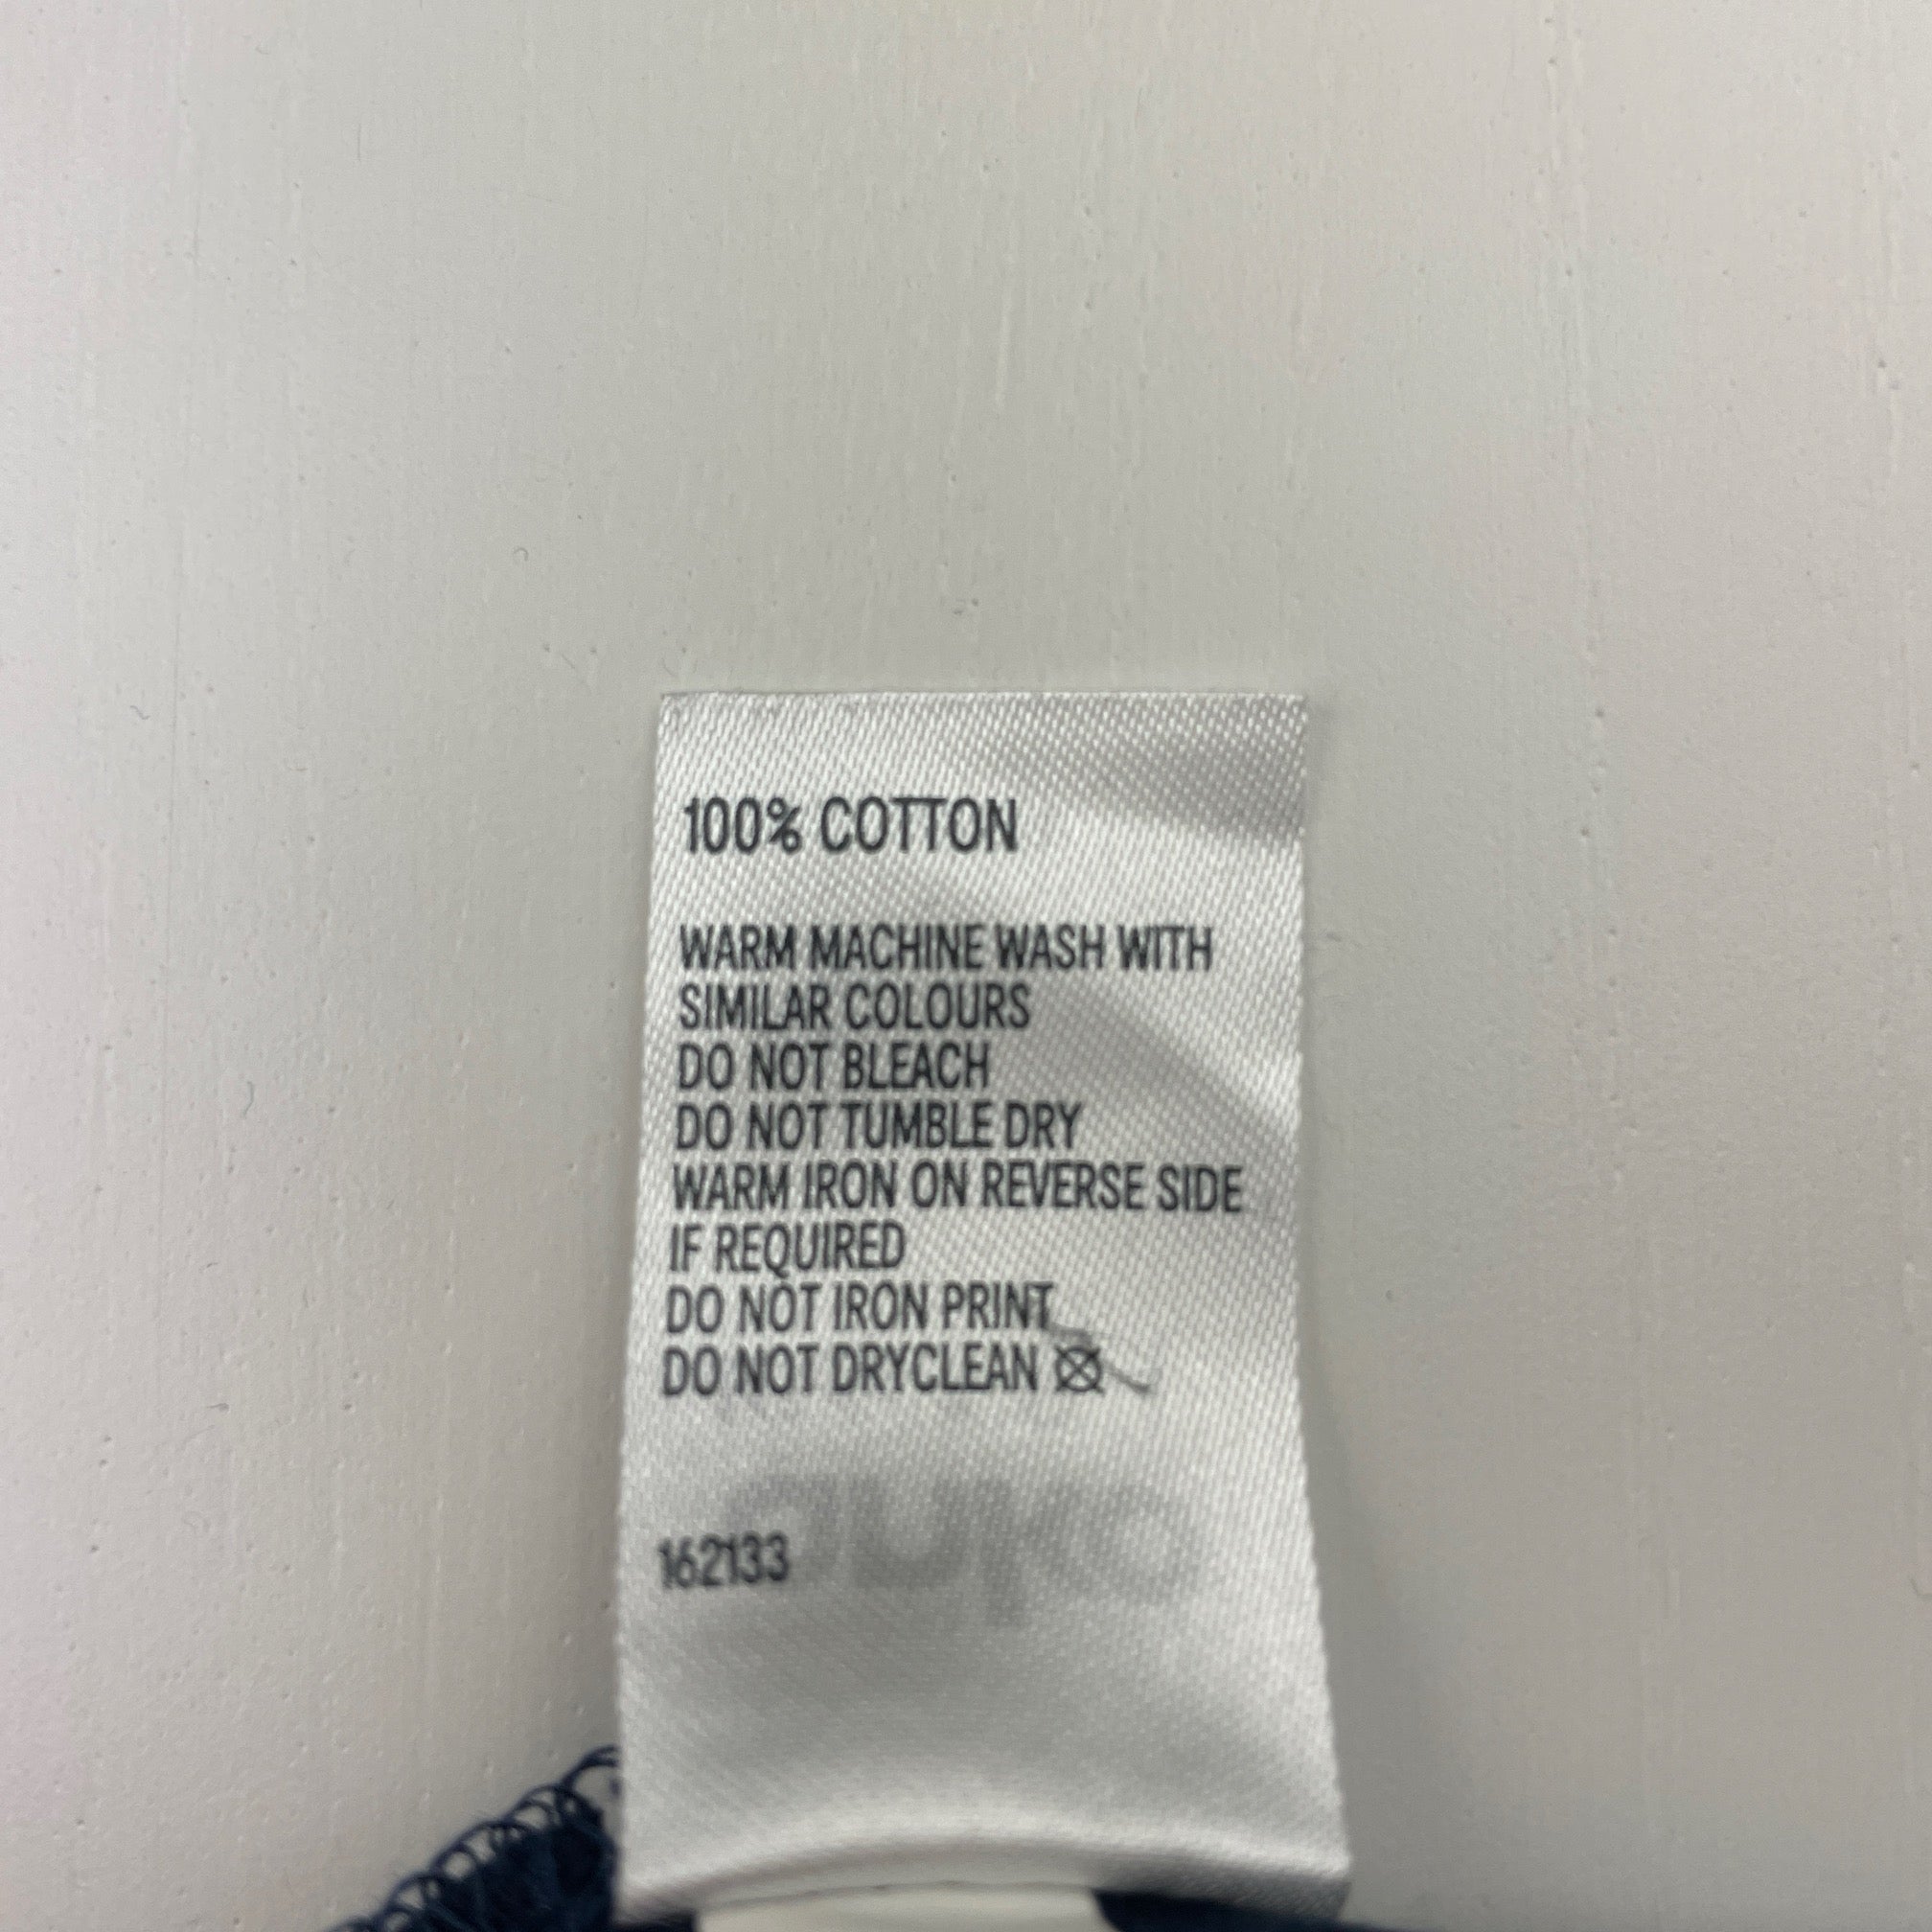 100% COTTON
WARM MACHINE WASH WITH
SIMILAR COLOURS
DO NOT BLEACH
DO NOT TUMBLE DRY
WARM IRON ON REVERSE SIDE
IF REQUIRED
DO NOT IRON PRINT
DO NOT DRYCLEAN
162133